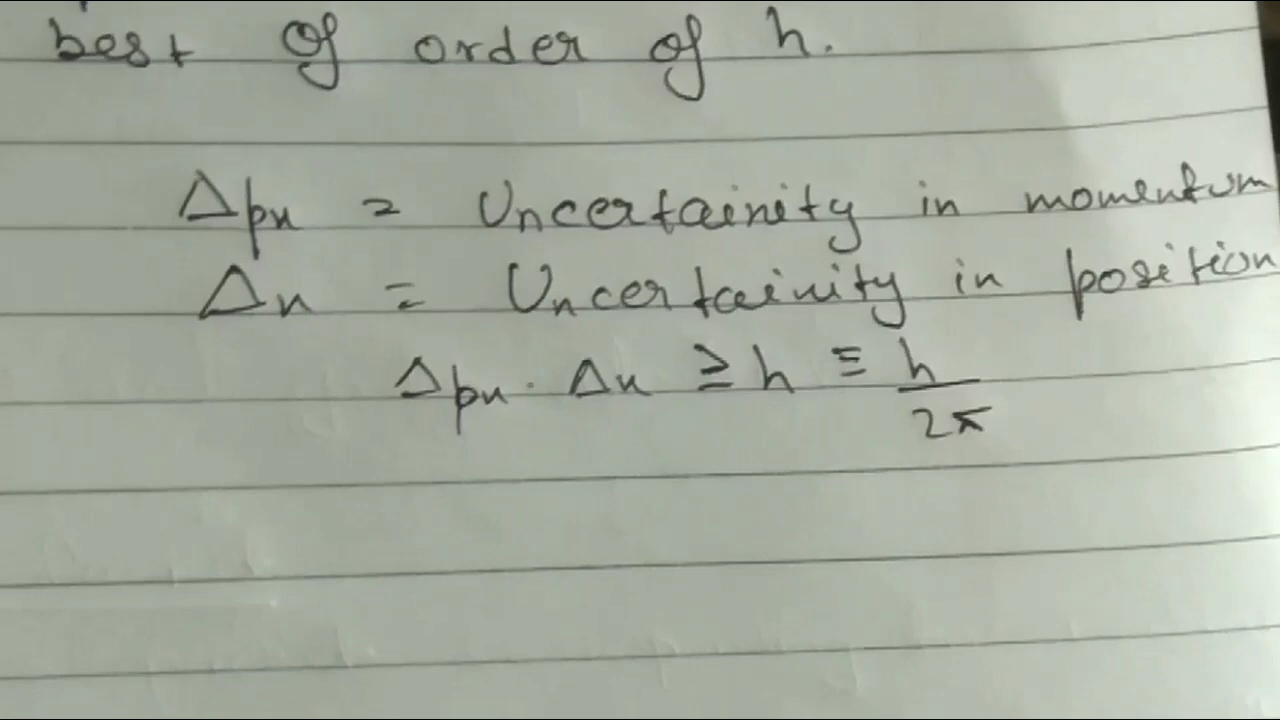 best of order of h.
Δpx = Uncertainity in momentum
Δx = Uncertainity in position
Δpx · Δx ≥ h ≡ h/2π